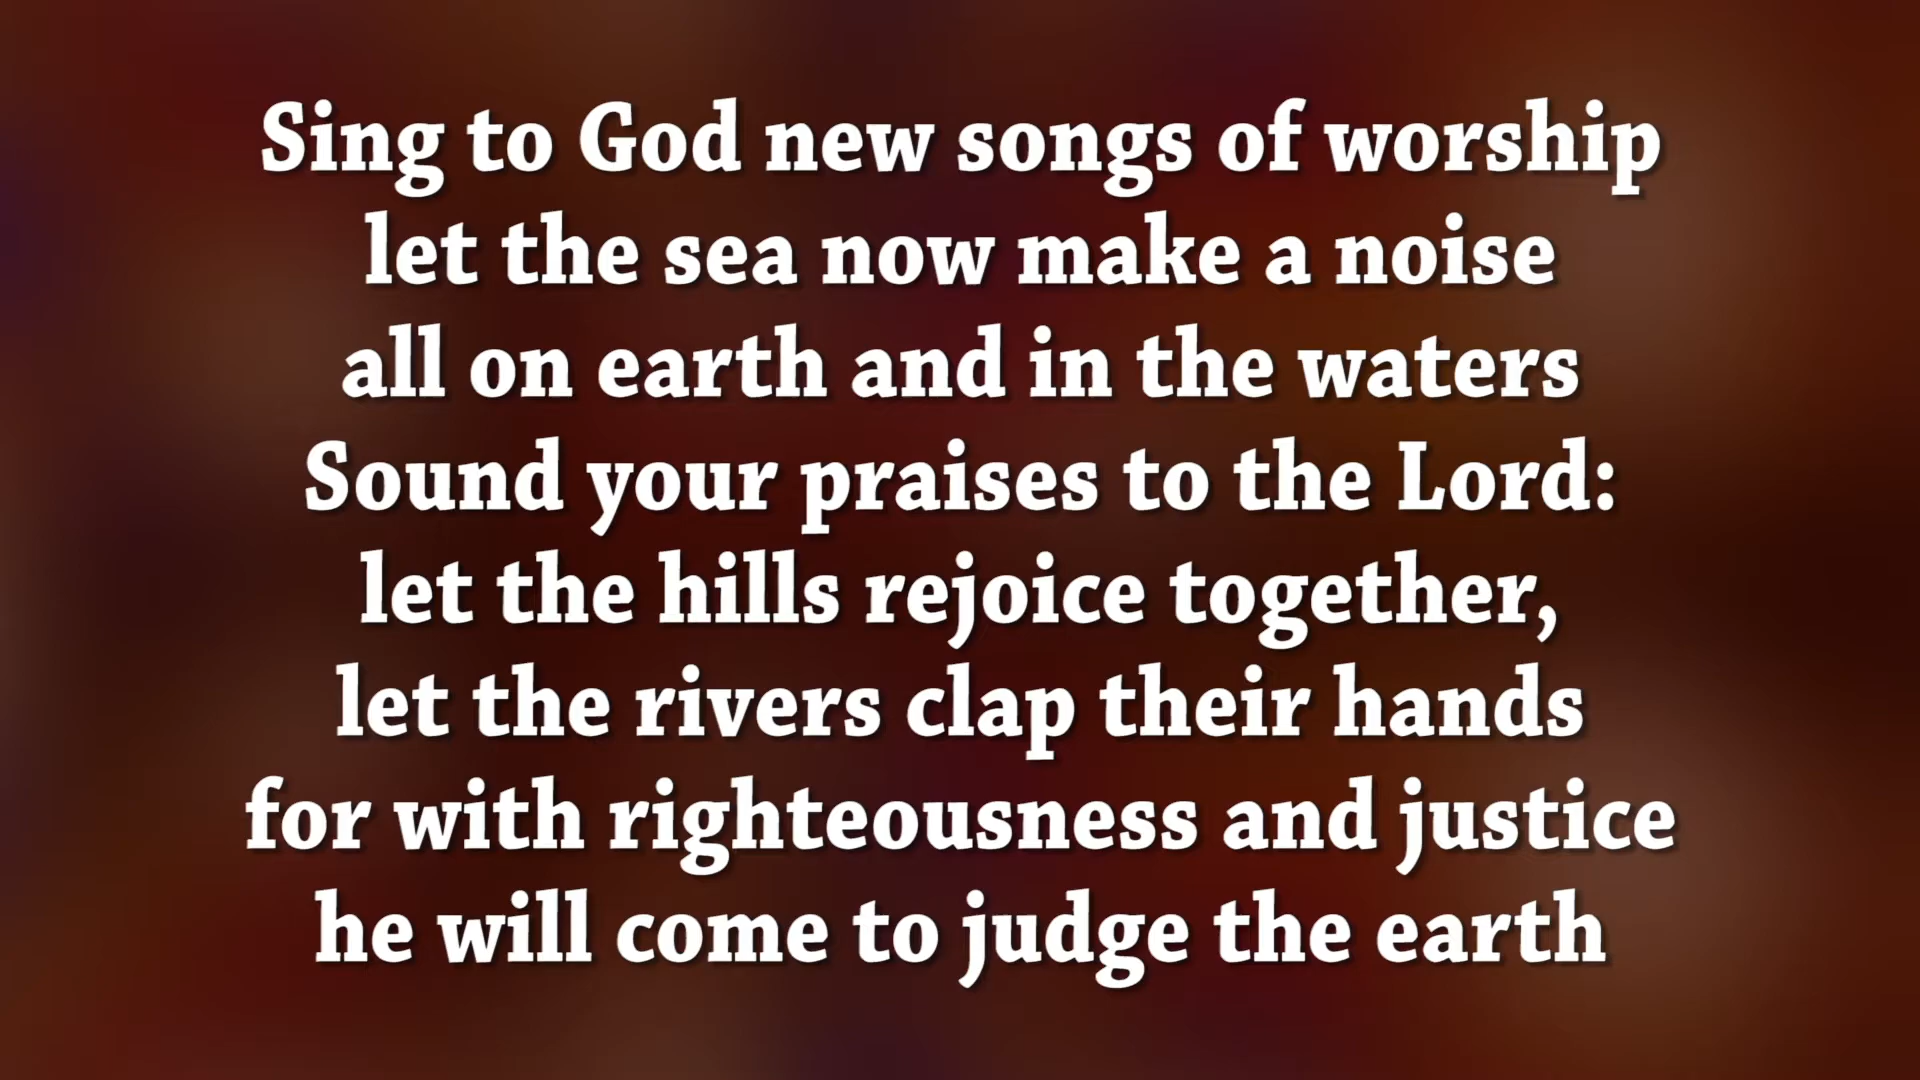 Sing to God new songs of worship
let the sea now make a noise
all on earth and in the waters
Sound your praises to the Lord:
let the hills rejoice together,
let the rivers clap their hands
for with righteousness and justice
he will come to judge the earth